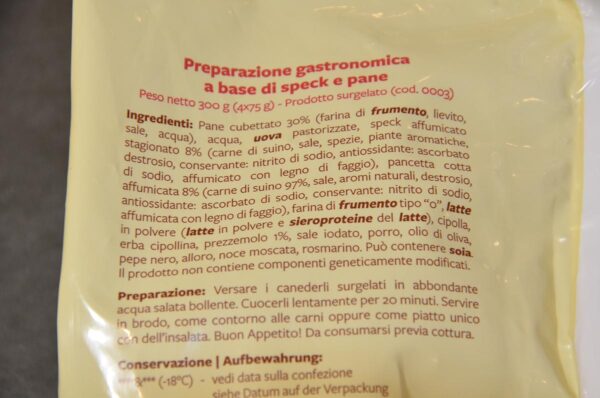 Preparazione gastronomica
a base di speck e pane
Peso netto 300 g (4x75 g) - Prodotto surgelato (cod. 0003)
Ingredienti: Pane cubettato 30% (farina di frumento, lievito,
sale, acqua), acqua, uova pastorizzate, speck affumicato
stagionato 8% (carne di suino, sale, spezie, piante aromatiche,
destrosio, conservante: nitrito di sodio, antiossidante: ascorbato
di sodio, affumicato con legno di faggio), pancetta cotta
affumicata 8% (carne di suino 97%, sale, aromi naturali, destrosio,
antiossidante: ascorbato di sodio, conservante: nitrito di sodio,
affumicata con legno di faggio), farina di frumento tipo "0", latte
in polvere (latte in polvere e sieroproteine del latte), cipolla,
erba cipollina, prezzemolo 1%, sale iodato, porro, olio di oliva,
pepe nero, alloro, noce moscata, rosmarino. Può contenere soia.
Il prodotto non contiene componenti geneticamente modificati.
Preparazione: Versare i canederli surgelati in abbondante
acqua salata bollente. Cuocerli lentamente per 20 minuti. Servire
in brodo, come contorno alle carni oppure come piatto unico
con dell'insalata. Buon Appetito! Da consumarsi previa cottura.
Conservazione | Aufbewahrung:
(-18°C) - vedi data sulla confezione
siehe Datum auf der Verpackung